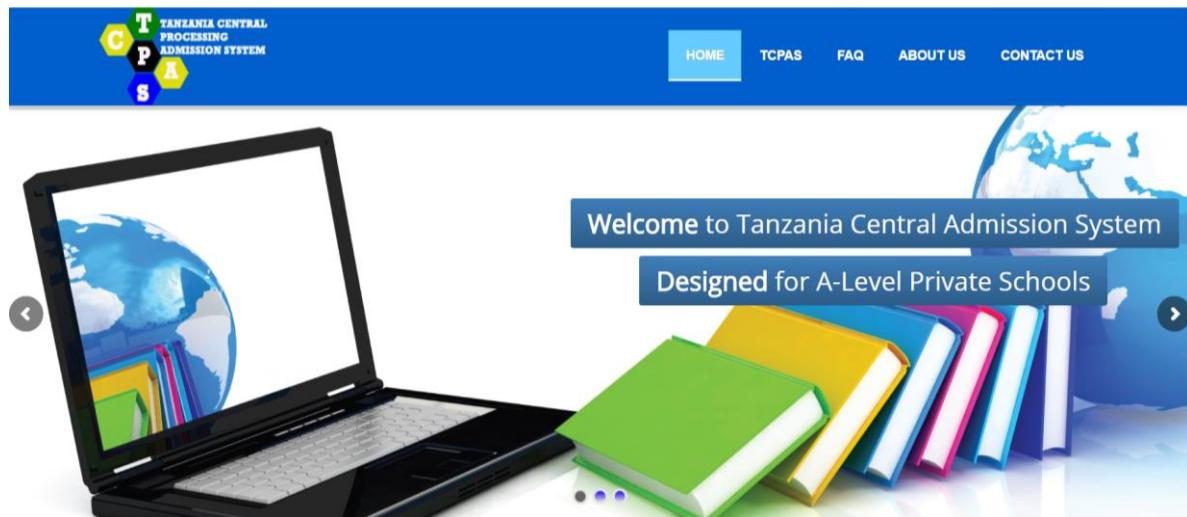 T
C
P
A
S
TANZANIA CENTRAL
PROCESSING
ADMISSION SYSTEM
HOME TCPAS FAQ ABOUT US CONTACT US
Welcome to Tanzania Central Admission System
Designed for A-Level Private Schools